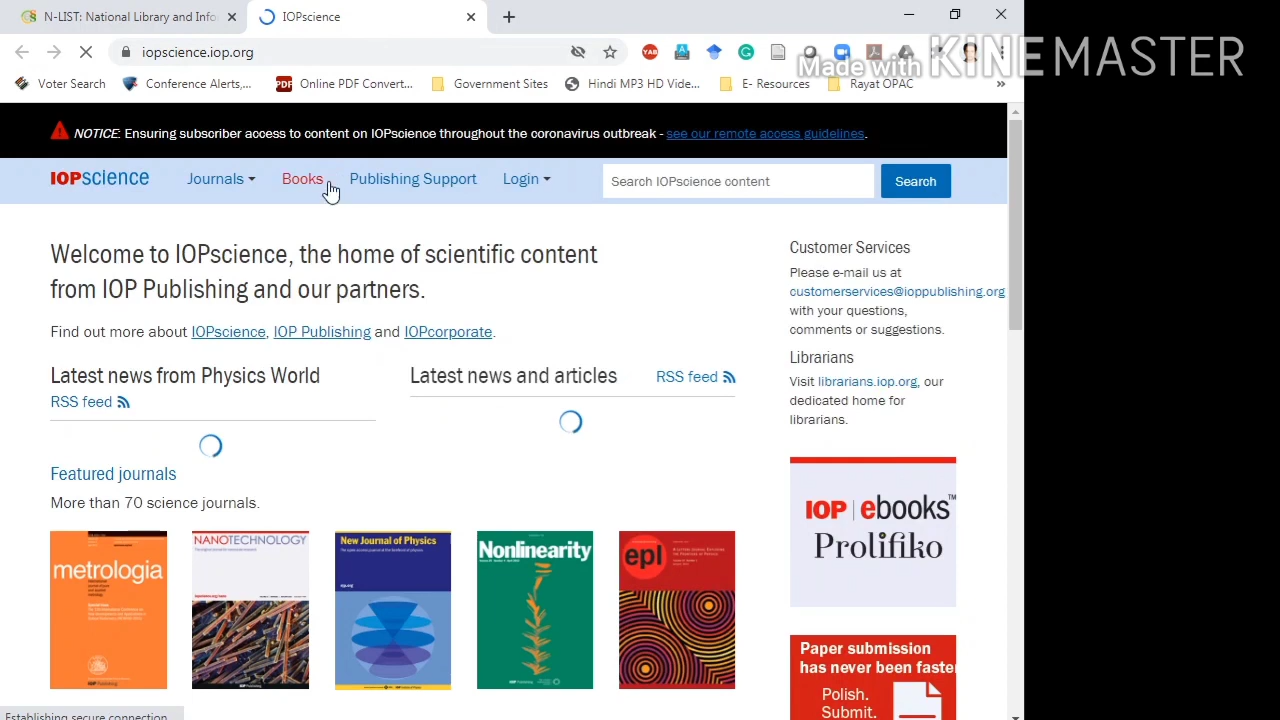 N-LIST: National Library and Info
IOPscience
iopscience.iop.org
Made with KINEMASTER
Voter Search
Conference Alerts,...
Online PDF Convert...
Government Sites
Hindi MP3 HD Vide...
E- Resources
Rayat OPAC
NOTICE: Ensuring subscriber access to content on IOPscience throughout the coronavirus outbreak - see our remote access guidelines.
IOPscience
Journals
Books
Publishing Support
Login
Search IOPscience content
Search
Welcome to IOPscience, the home of scientific content
from IOP Publishing and our partners.
Find out more about IOPscience, IOP Publishing and IOPcorporate.
Latest news from Physics World
RSS feed
Latest news and articles
RSS feed
Featured journals
More than 70 science journals.
metrologia
NANOTECHNOLOGY
New Journal of Physics
Nonlinearity
epl
Customer Services
Please e-mail us at
customerservices@ioppublishing.org
with your questions,
comments or suggestions.
Librarians
Visit librarians.iop.org, our
dedicated home for
librarians.
IOP | ebooks™
Prolifiko
Paper submission
has never been faster
Polish.
Submit.
Establishing secure connection